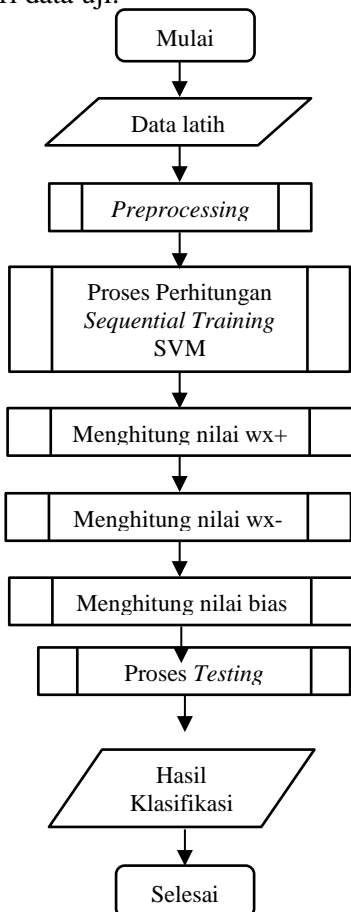 data uji.
Mulai
Data latih
Preprocessing
Proses Perhitungan
Sequential Training
SVM
Menghitung nilai wx+
Menghitung nilai wx-
Menghitung nilai bias
Proses Testing
Hasil
Klasifikasi
Selesai